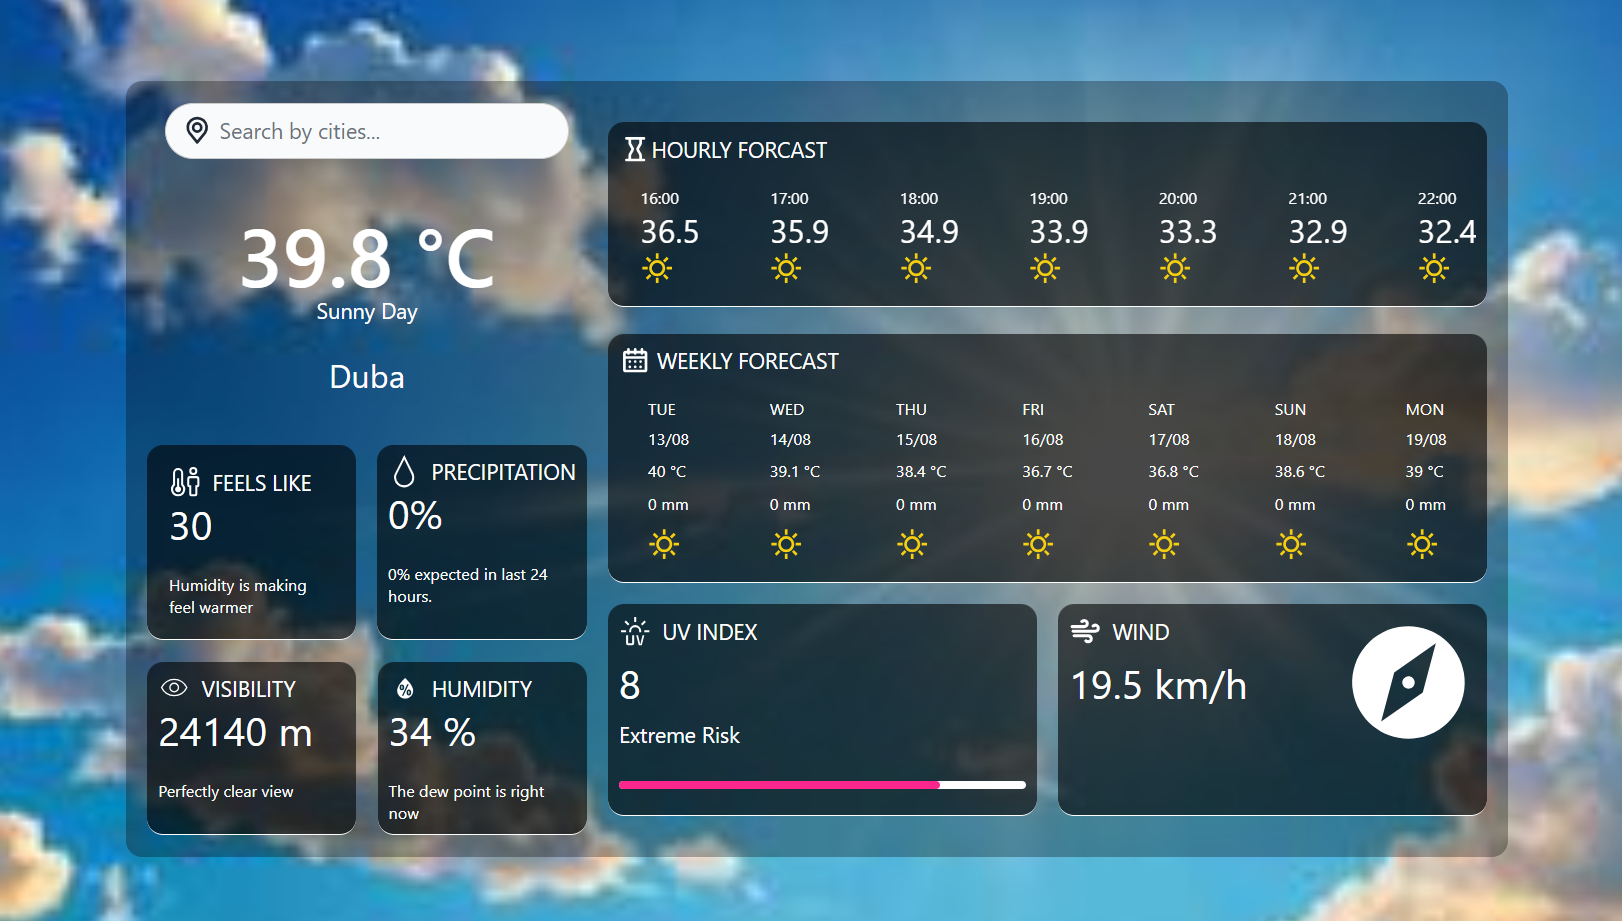 Search by cities...
39.8 °C
Sunny Day
Duba
FEELS LIKE
30
Humidity is making
feel warmer
PRECIPITATION
0%
0% expected in last 24
hours.
VISIBILITY
24140 m
Perfectly clear view
HUMIDITY
34 %
The dew point is right
now
HOURLY FORCAST
16:00 17:00 18:00 19:00 20:00 21:00 22:00
36.5 35.9 34.9 33.9 33.3 32.9 32.4
WEEKLY FORECAST
TUE WED THU FRI SAT SUN MON
13/08 14/08 15/08 16/08 17/08 18/08 19/08
40 °C 39.1 °C 38.4 °C 36.7 °C 36.8 °C 38.6 °C 39 °C
0 mm 0 mm 0 mm 0 mm 0 mm 0 mm 0 mm
UV UV INDEX
8
Extreme Risk
WIND
19.5 km/h